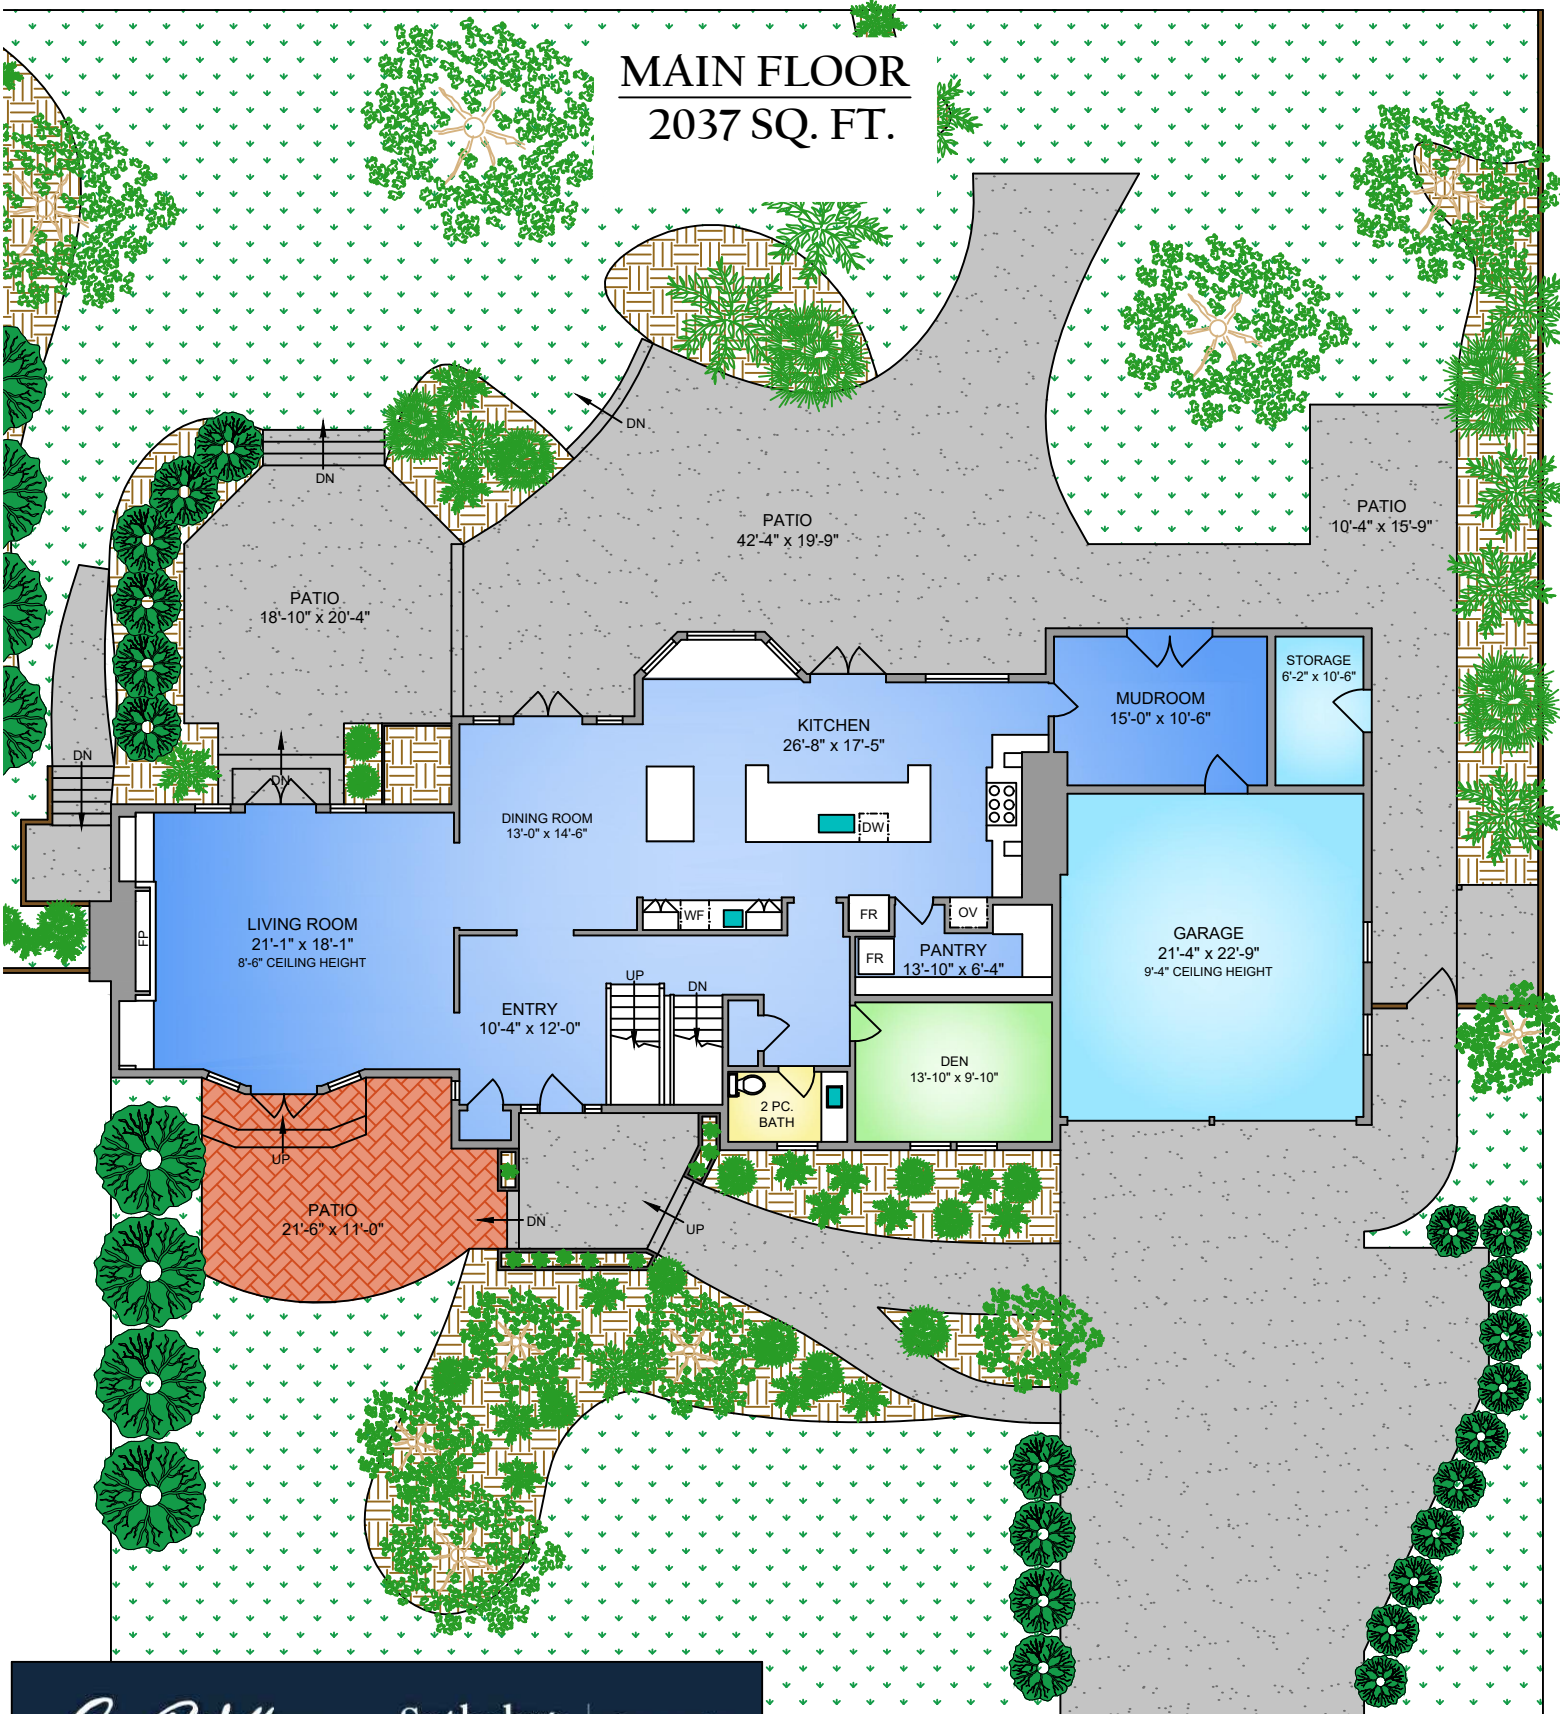 MAIN FLOOR
2037 SQ. FT.
DN
DN
PATIO
42'-4" x 19'-9"
PATIO
10'-4" x 15'-9"
PATIO
18'-10" x 20'-4"
STORAGE
6'-2" x 10'-6"
MUDROOM
15'-0" x 10'-6"
KITCHEN
26'-8" x 17'-5"
DN
DN
DINING ROOM
13'-0" x 14'-6"
DW
WF
FR
OV
LIVING ROOM
21'-1" x 18'-1"
8'-6" CEILING HEIGHT
FP
FR
PANTRY
13'-10" x 6'-4"
GARAGE
21'-4" x 22'-9"
9'-4" CEILING HEIGHT
UP
DN
ENTRY
10'-4" x 12'-0"
DEN
13'-10" x 9'-10"
2 PC.
BATH
UP
PATIO
21'-6" x 11'-0"
DN
UP